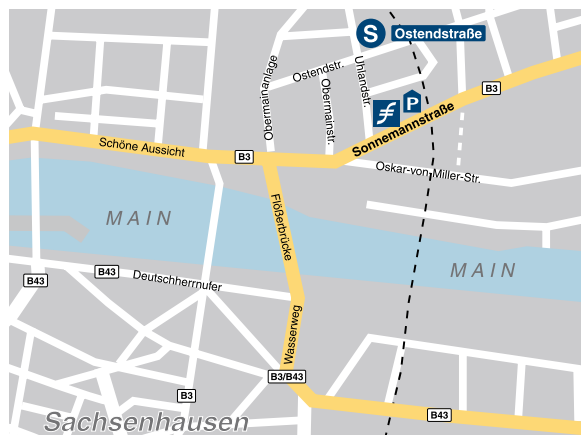 S Ostendstraße
Ostendstr.
Uhlandstr.
Obermainanlage
Obermainstr.
P
B3
Sonnemannstraße
Schöne Aussicht
B3
Oskar-von-Miller-Str.
Flößerbrücke
MAIN
MAIN
B43
B43
Deutschherrnufer
Wasserweg
B3/B43
B3
B43
Sachsenhausen